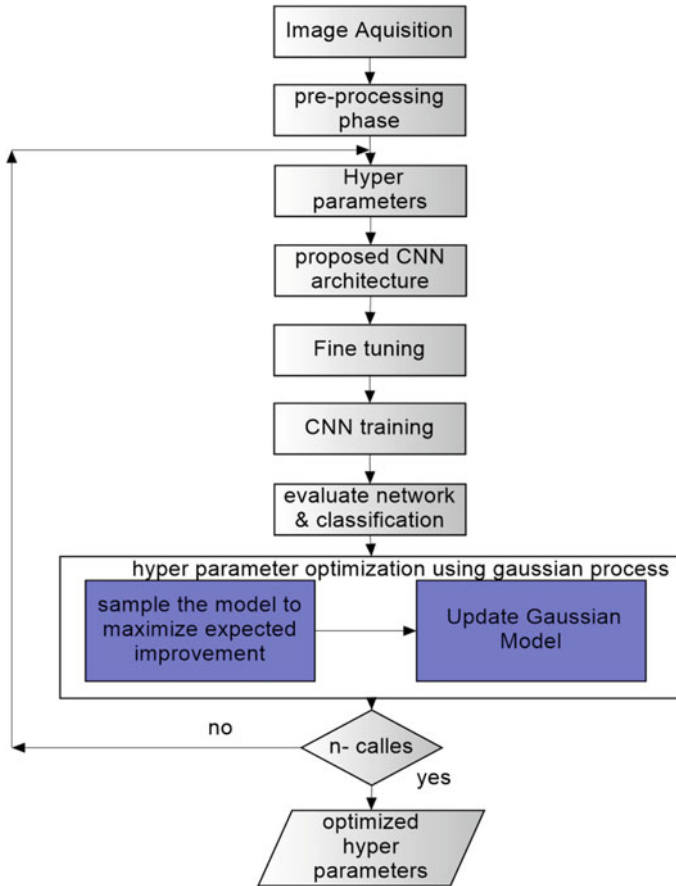 Image Aquisition
pre-processing
phase
Hyper
parameters
proposed CNN
architecture
Fine tuning
CNN training
evaluate network
& classification
hyper parameter optimization using gaussian process
sample the model to
maximize expected
improvement
Update Gaussian
Model
no
n- calles
yes
optimized
hyper
parameters